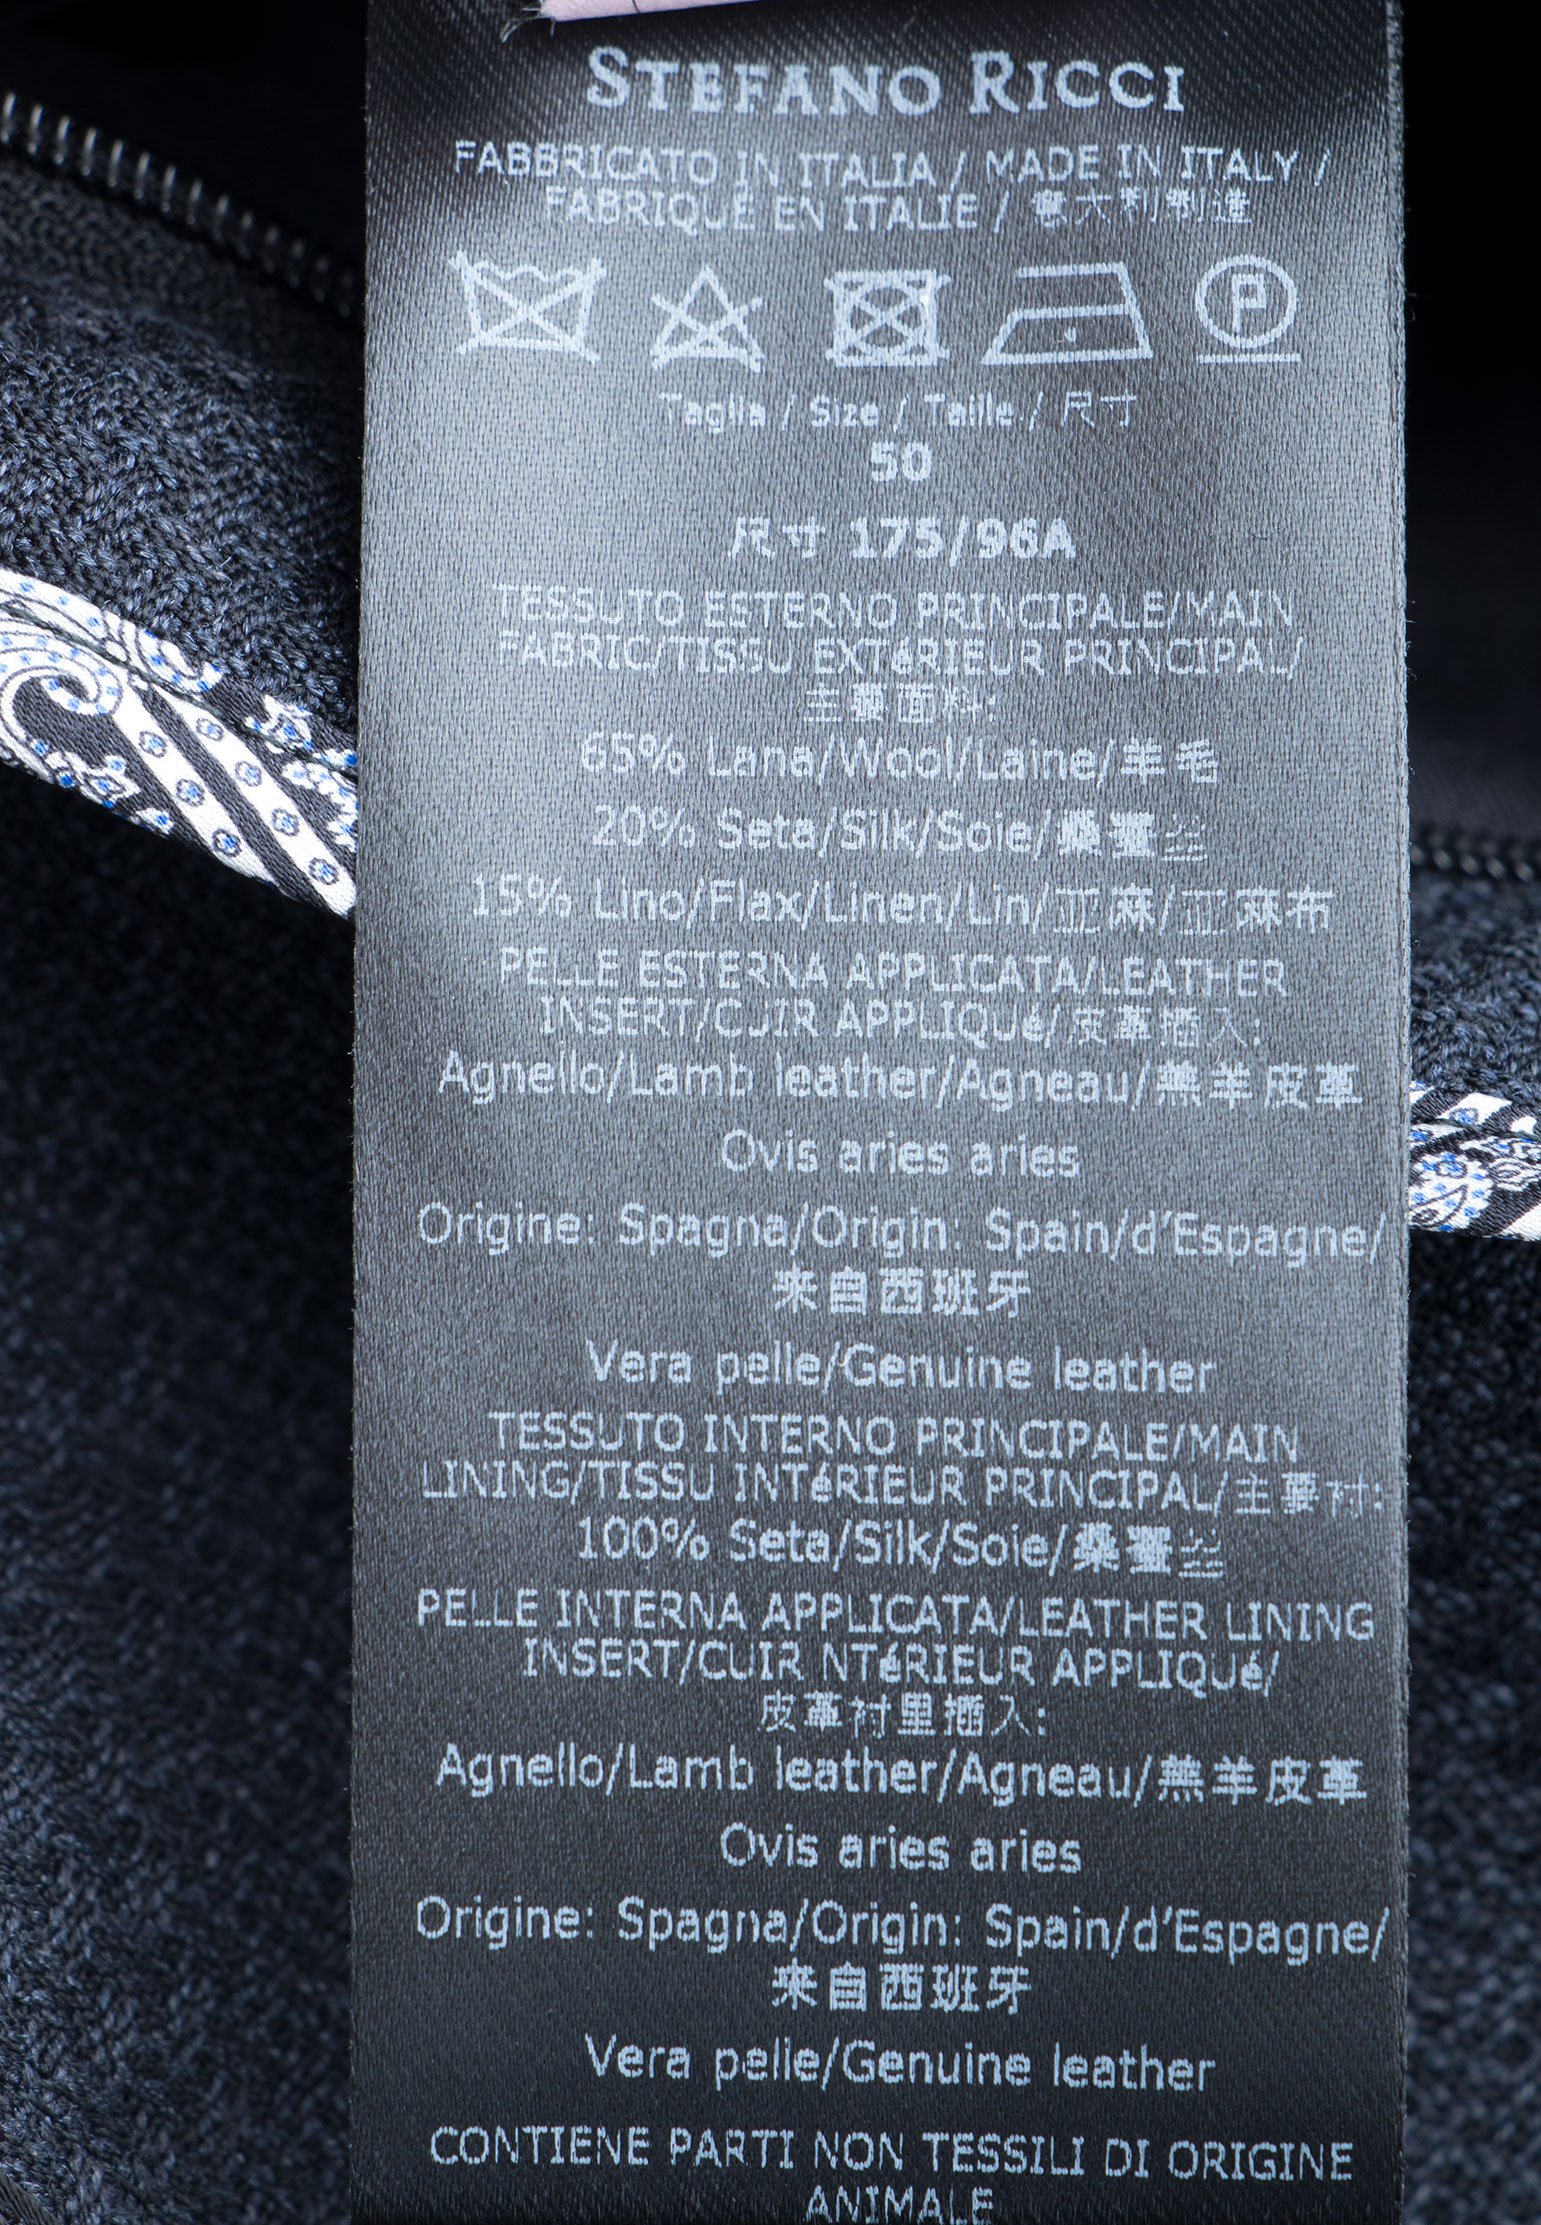 STEFANO RICCI
FABBRICATO IN ITALIA / MADE IN ITALY /
FABRIQUÉ EN ITALIE / 意大利制造
P
Taglia / Size / Taille / 尺寸
50
尺寸 175/96A
TESSUTO ESTERNO PRINCIPALE/MAIN
FABRIC/TISSU EXTéRIEUR PRINCIPAL/
主要面料:
65% Lana/Wool/Laine/羊毛
20% Seta/Silk/Soie/桑蚕丝
15% Lino/Flax/Linen/Lin/亚麻/亚麻布
PELLE ESTERNA APPLICATA/LEATHER
INSERT/CUIR APPLIQUé/皮革插入:
Agnello/Lamb leather/Agneau/羔羊皮革
Ovis aries aries
Origine: Spagna/Origin: Spain/d'Espagne/
来自西班牙
Vera pelle/Genuine leather
TESSUTO INTERNO PRINCIPALE/MAIN
LINING/TISSU INTéRIEUR PRINCIPAL/主要衬:
100% Seta/Silk/Soie/桑蚕丝
PELLE INTERNA APPLICATA/LEATHER LINING
INSERT/CUIR NTéRIEUR APPLIQUé/
皮革衬里插入:
Agnello/Lamb leather/Agneau/羔羊皮革
Ovis aries aries
Origine: Spagna/Origin: Spain/d'Espagne/
来自西班牙
Vera pelle/Genuine leather
CONTIENE PARTI NON TESSILI DI ORIGINE
ANIMALE